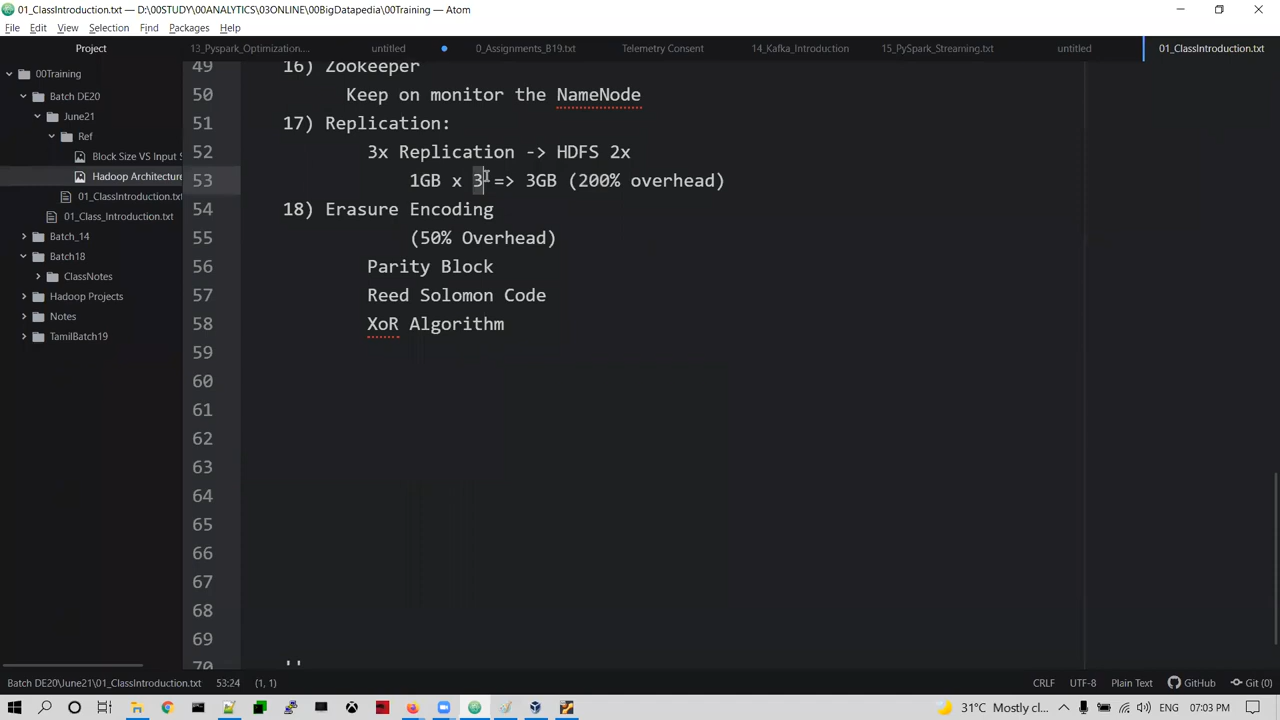 01_ClassIntroduction.txt — D:\00STUDY\00ANALYTICS\03ONLINE\00BigDatapedia\00Training — Atom
File Edit View Selection Find Packages Help
Project
13_Pyspark_Optimization.... untitled 0_Assignments_B19.txt Telemetry Consent 14_Kafka_Introduction 15_PySpark_Streaming.txt untitled 01_ClassIntroduction.txt
00Training
Batch DE20
June21
Ref
Block Size VS Input S
Hadoop Architecture
01_ClassIntroduction.txt
01_Class_Introduction.txt
Batch_14
Batch18
ClassNotes
Hadoop Projects
Notes
TamilBatch19
49 16) Zookeeper
50 Keep on monitor the NameNode
51 17) Replication:
52 3x Replication -> HDFS 2x
53 1GB x 3 => 3GB (200% overhead)
54 18) Erasure Encoding
55 (50% Overhead)
56 Parity Block
57 Reed Solomon Code
58 XoR Algorithm
59
60
61
62
63
64
65
66
67
68
69
70 ''
Batch DE20\June21\01_ClassIntroduction.txt 53:24 (1, 1) CRLF UTF-8 Plain Text GitHub Git (0)
31°C Mostly cl... ENG 07:03 PM